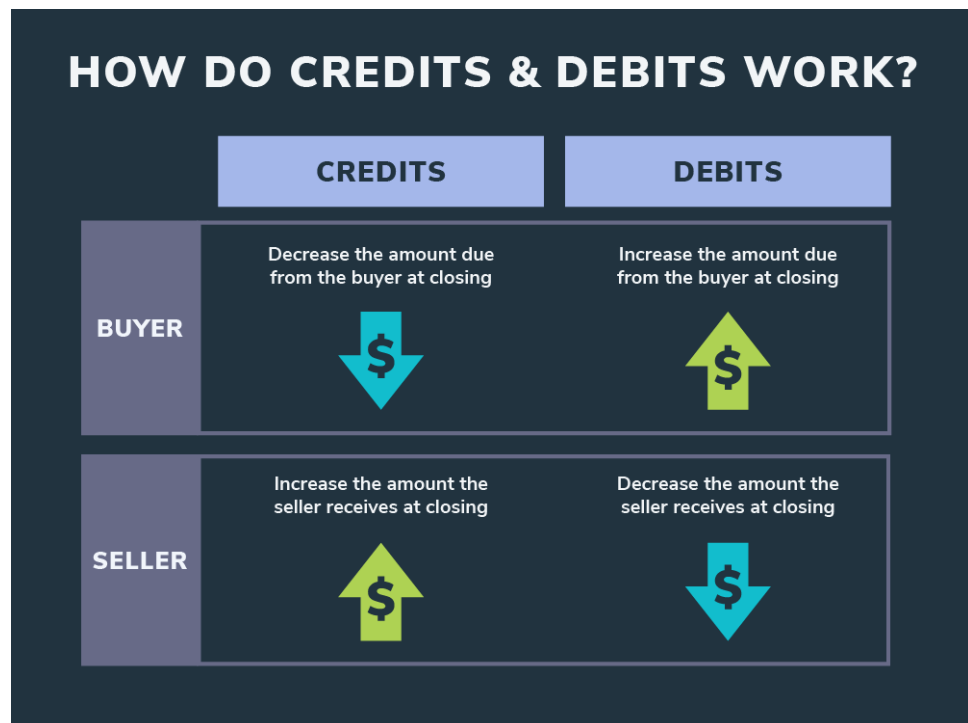 HOW DO CREDITS & DEBITS WORK?
CREDITS
DEBITS
BUYER
Decrease the amount due
from the buyer at closing
$
Increase the amount due
from the buyer at closing
$
SELLER
Increase the amount the
seller receives at closing
$
Decrease the amount the
seller receives at closing
$